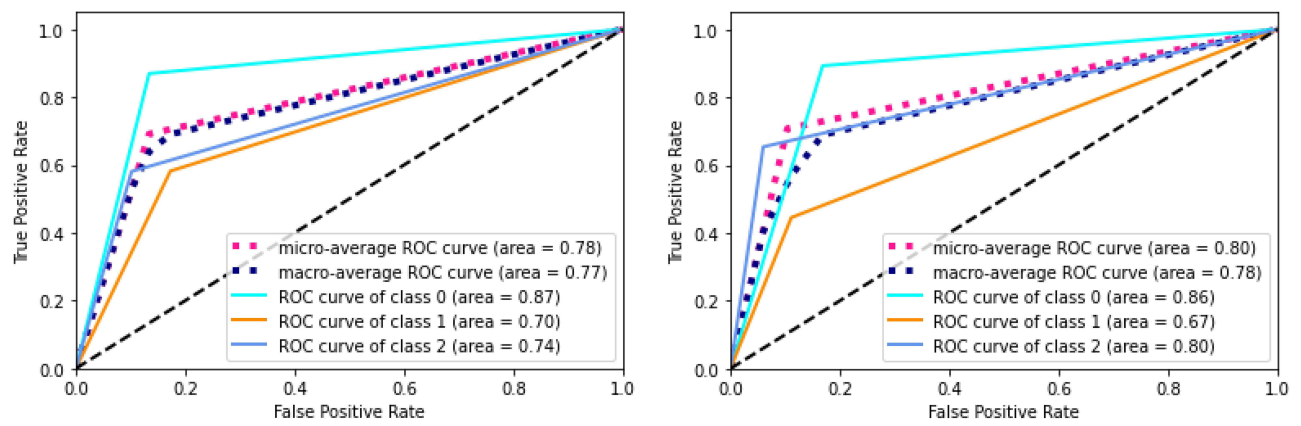 1.0
0.8
0.6
0.4
0.2
0.0
True Positive Rate
micro-average ROC curve (area = 0.78)
macro-average ROC curve (area = 0.77)
ROC curve of class 0 (area = 0.87)
ROC curve of class 1 (area = 0.70)
ROC curve of class 2 (area = 0.74)
0.0 0.2 0.4 0.6 0.8 1.0
False Positive Rate
1.0
0.8
0.6
0.4
0.2
0.0
True Positive Rate
micro-average ROC curve (area = 0.80)
macro-average ROC curve (area = 0.78)
ROC curve of class 0 (area = 0.86)
ROC curve of class 1 (area = 0.67)
ROC curve of class 2 (area = 0.80)
0.0 0.2 0.4 0.6 0.8 1.0
False Positive Rate